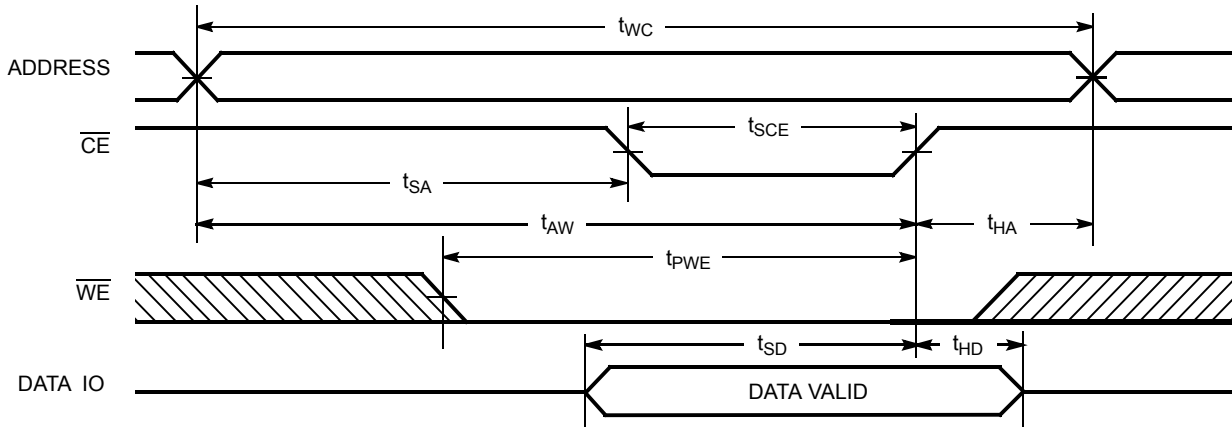 tWC
ADDRESS
CE
tSCE
tSA
tAW
tHA
tPWE
WE
tSD
tHD
DATA IO
DATA VALID